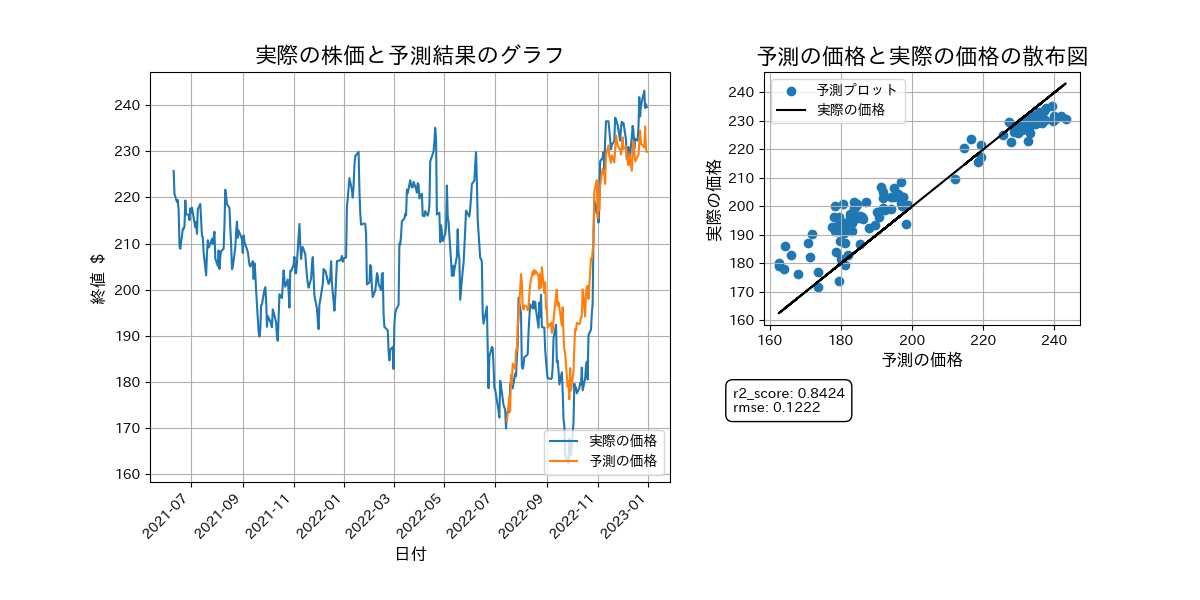 実際の株価と予測結果のグラフ
終値 $
240
230
220
210
200
190
180
170
160
2021-07
2021-09
2021-11
2022-01
2022-03
2022-05
2022-07
2022-09
2022-11
2023-01
日付
実際の価格
予測の価格
予測の価格と実際の価格の散布図
実際の価格
240
230
220
210
200
190
180
170
160
予測プロット
実際の価格
160
180
200
220
240
予測の価格
r2_score: 0.8424
rmse: 0.1222